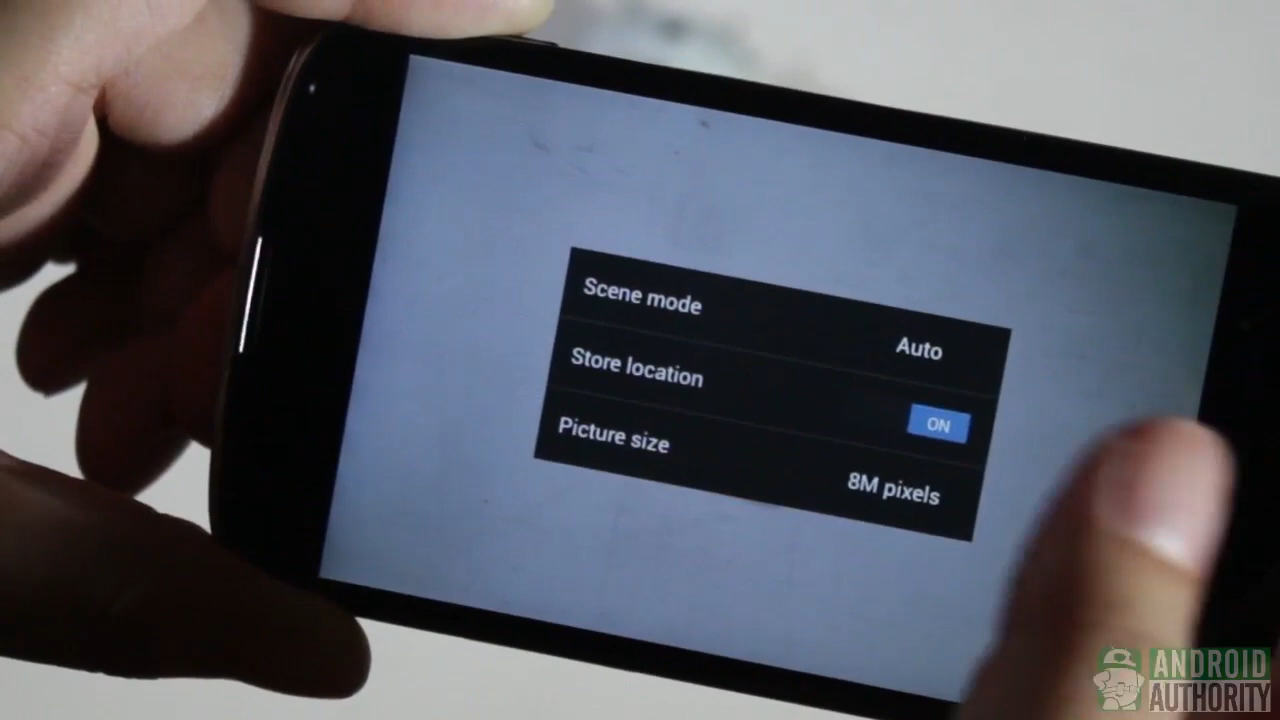 Scene mode
Auto
Store location
ON
Picture size
8M pixels
ANDROID
AUTHORITY